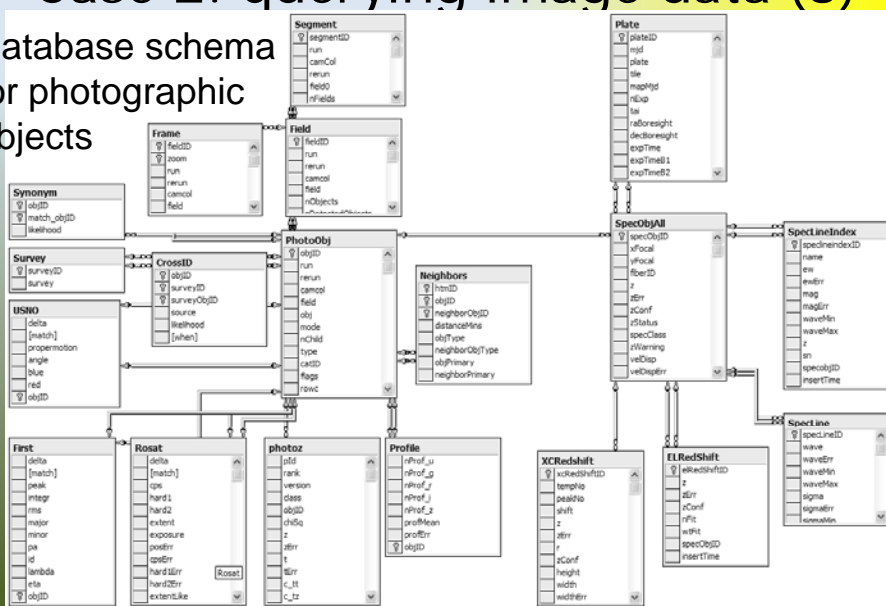 case 2: querying image data (s)
atabase schema
or photographic
bjects
Segment
segmentID
run
camCol
rerun
field0
nFields
Plate
plateID
mjd
plate
tile
mapMjd
nExp
tai
raBoresight
decBoresight
expTime
expTimeB1
expTimeB2
Frame
fieldID
zoom
run
rerun
camcol
field
Field
fieldID
run
rerun
camcol
field
nObjects
Synonym
objID
match_objID
likelihood
Survey
surveyID
survey
CrossID
objID
surveyID
surveyObjID
source
likelihood
[when]
PhotoObj
objID
run
rerun
camcol
field
obj
mode
nChild
type
catID
flags
rowc
Neighbors
htmID
objID
neighborObjID
distanceMins
objType
neighborObjType
objPrimary
neighborPrimary
SpecObjAll
specObjID
xFocal
yFocal
fiberID
z
zErr
zConf
zStatus
specClass
zWarning
velDisp
velDispErr
SpecLineIndex
speclineindexID
name
ew
ewErr
mag
magErr
waveMin
waveMax
z
sn
specobjID
insertTime
USNO
delta
[match]
propermotion
angle
blue
red
objID
First
delta
[match]
peak
integr
rms
major
minor
pa
id
lambda
eta
objID
Rosat
delta
[match]
cps
hard1
hard2
extent
exposure
posErr
cpsErr
hard1Err
hard2Err
extentLike
Rosat
photoz
pId
rank
version
class
objID
chiSq
z
zErr
t
tErr
c_tt
c_tz
Profile
nProf_u
nProf_g
nProf_r
nProf_i
nProf_z
profMean
profErr
objID
XCRedshift
xcRedShiftID
tempNo
peakNo
shift
z
zErr
r
zConf
height
width
widthErr
ELRedShift
elRedShiftID
z
zErr
zConf
nFit
wtFit
specObjID
insertTime
SpecLine
specLineID
wave
waveErr
waveMin
waveMax
sigma
sigmaErr
sigmaMin